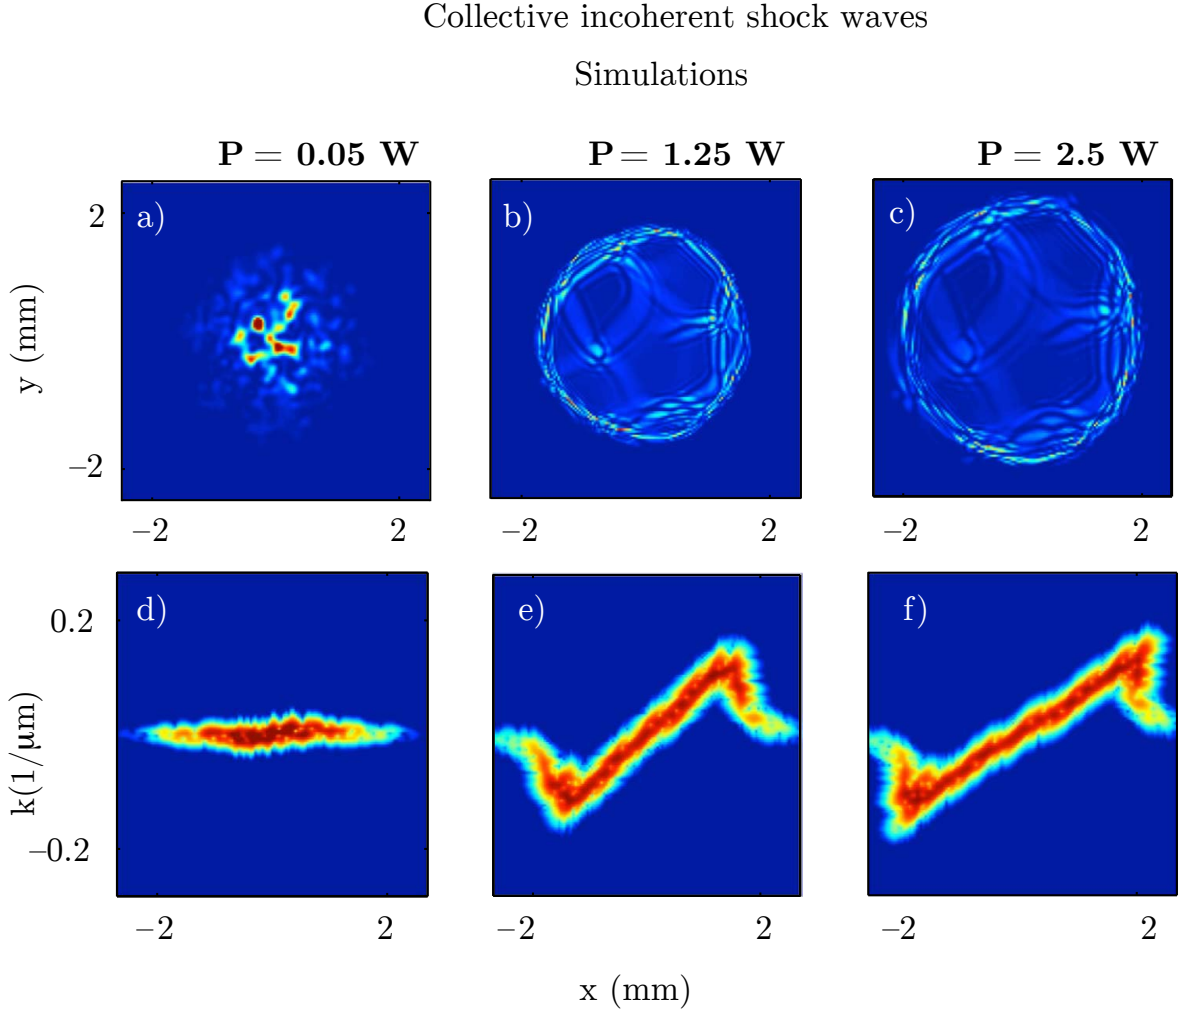 Collective incoherent shock waves
Simulations
P = 0.05 W
P = 1.25 W
P = 2.5 W
a)
b)
c)
2
y (mm)
–2
–2
2
–2
2
–2
2
d)
e)
f)
0.2
k(1/μm)
–0.2
–2
2
–2
2
–2
2
x (mm)